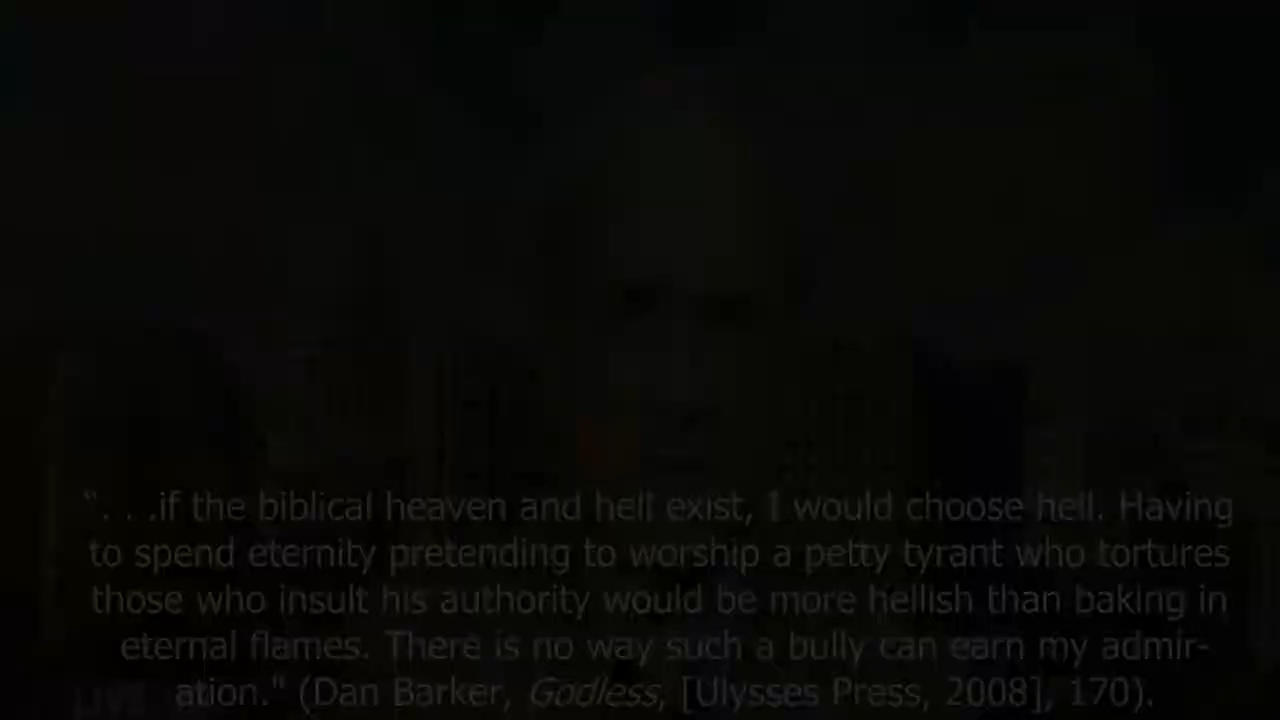 ". . .if the biblical heaven and hell exist, I would choose hell. Having
to spend eternity pretending to worship a petty tyrant who tortures
those who insult his authority would be more hellish than baking in
eternal flames. There is no way such a bully can earn my admir-
ation." (Dan Barker, Godless, [Ulysses Press, 2008], 170).
LIVE